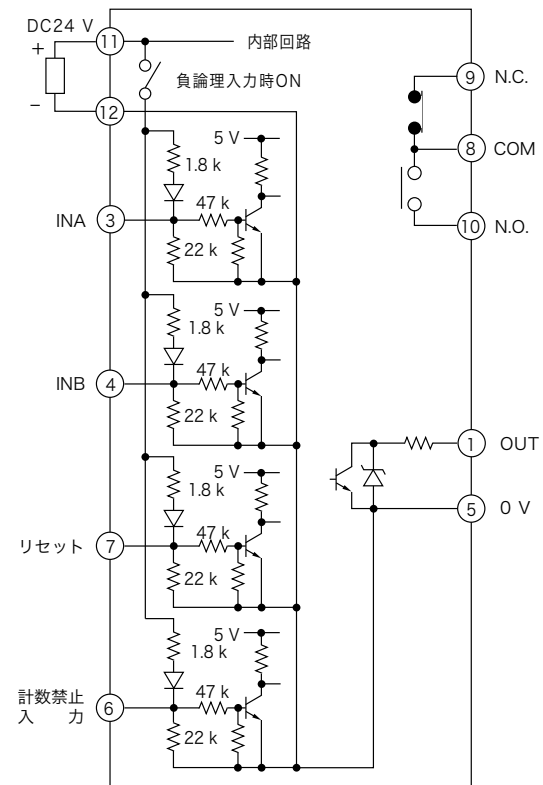 DC24 V
+
−
11
内部回路
負論理入力時ON
12
9 N.C.
8 COM
10 N.O.
5 V
1.8 k
47 k
INA 3
22 k
5 V
1.8 k
47 k
INB 4
22 k
1 OUT
5 0 V
5 V
1.8 k
47 k
リセット 7
22 k
5 V
1.8 k
47 k
計数禁止
入 力
6
22 k